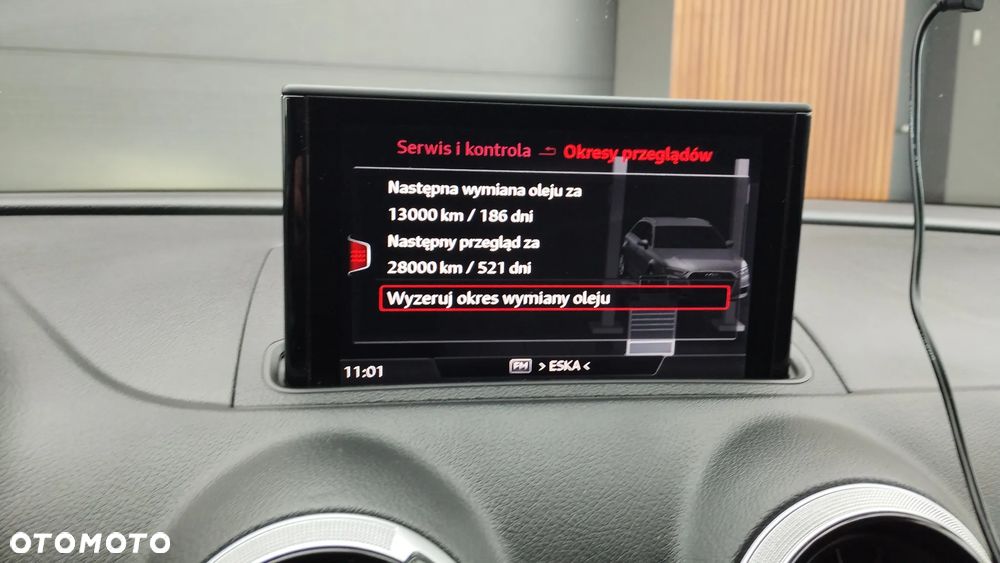 Serwis i kontrola Okresy przeglądów
Następna wymiana oleju za
13000 km / 186 dni
Następny przegląd za
28000 km / 521 dni
Wyzeruj okres wymiany oleju
11:01 FM > ESKA <
OTOMOTO